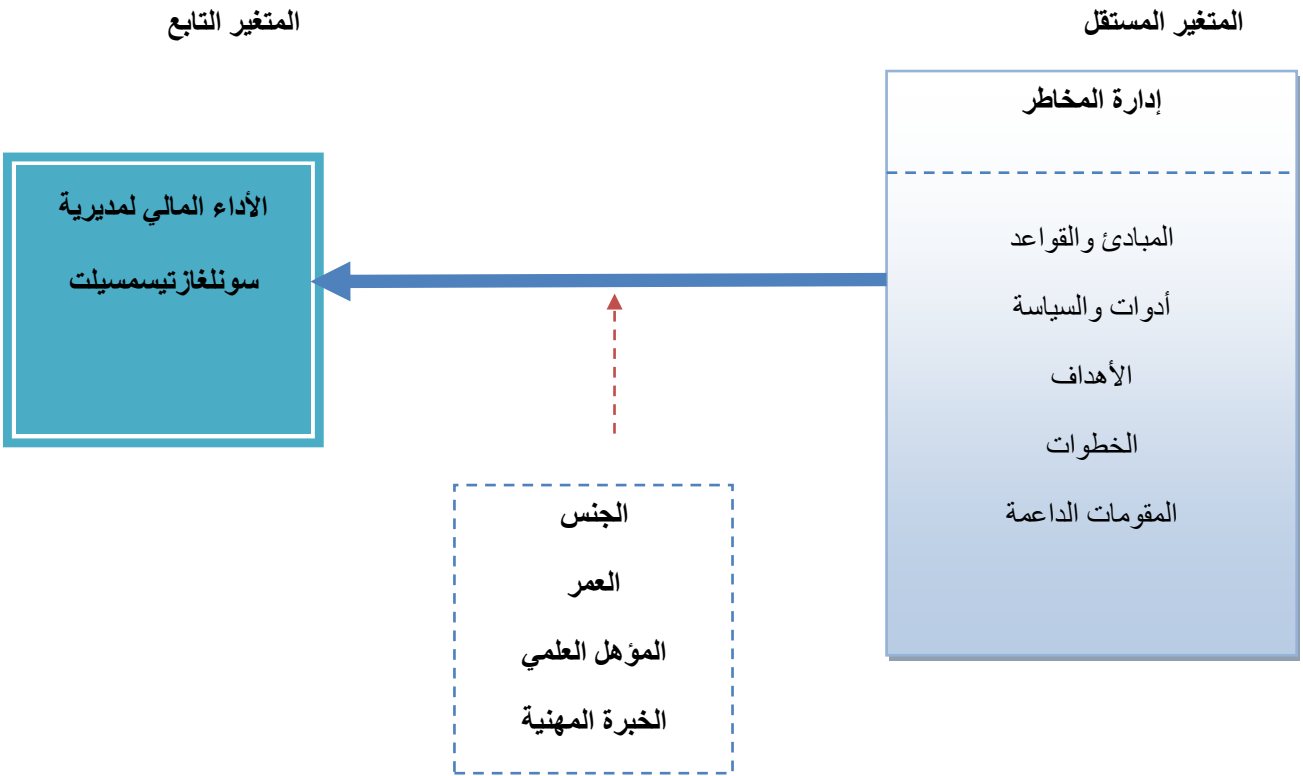 المتغير المستقل
المتغير التابع
إدارة المخاطر
المبادئ والقواعد
أدوات والسياسة
الأهداف
الخطوات
المقومات الداعمة
الأداء المالي لمديرية
سونلغازتيسمسيلت
الجنس
العمر
المؤهل العلمي
الخبرة المهنية